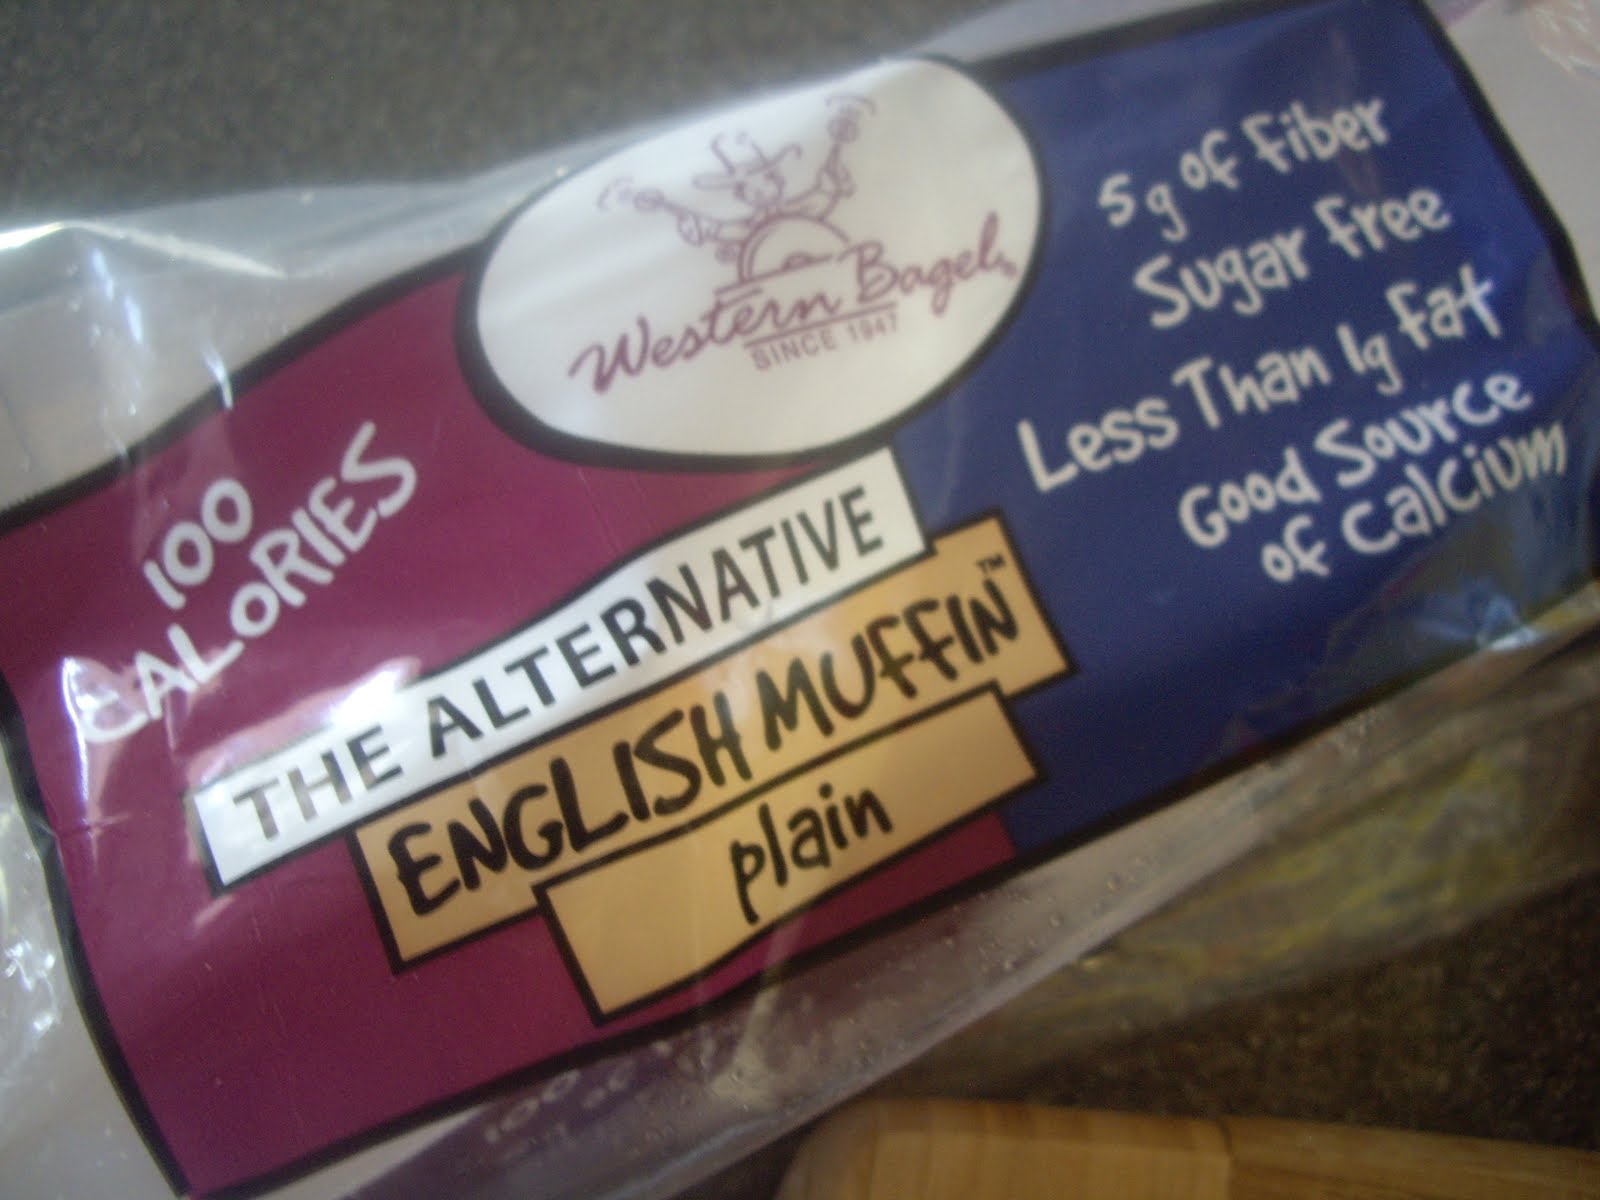 Western Bagel®
SINCE 1947
5g of Fiber
Sugar Free
Less Than 1g Fat
Good Source
of Calcium
100
CALORIES
THE ALTERNATIVE
ENGLISH MUFFIN™
plain